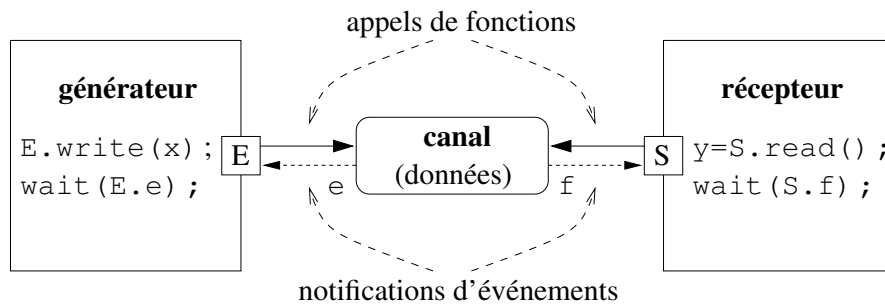 appels de fonctions
générateur
E.write(x);
wait(E.e);
E
canal
(données)
e
f
S
récepteur
y=S.read();
wait(S.f);
notifications d'événements